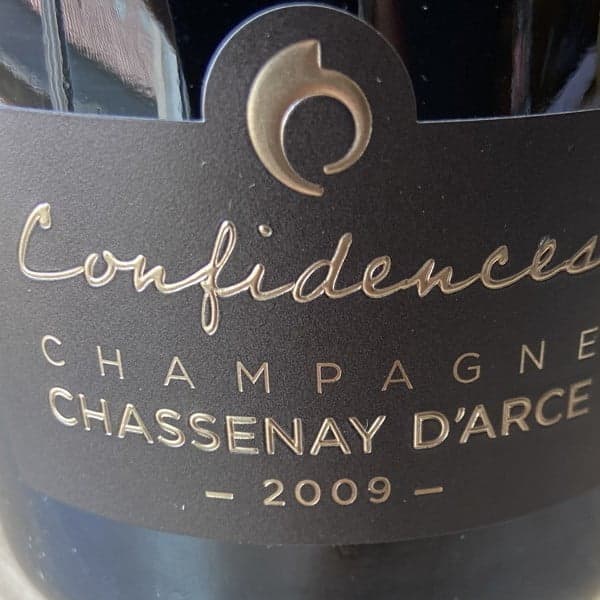 Confidences
CHAMPAGNE
CHASSENAY D'ARCE
— 2009 —